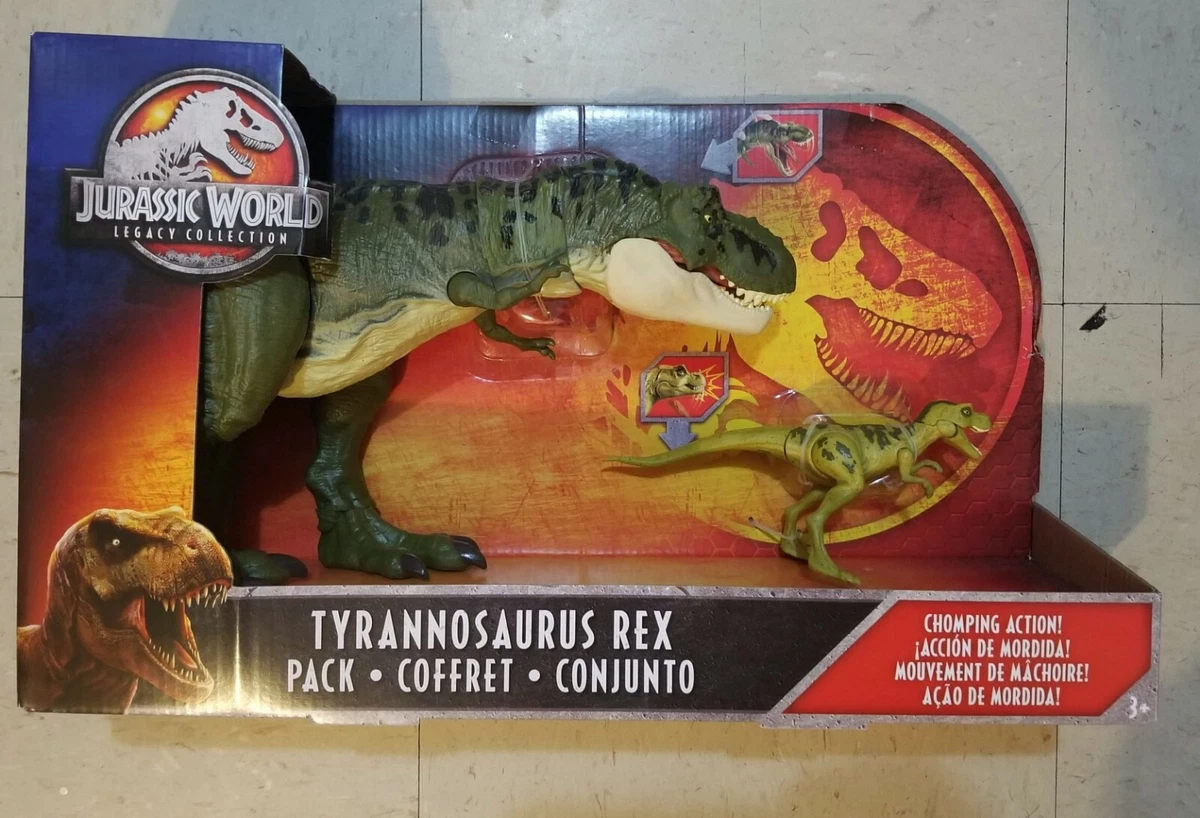 JURASSIC WORLD
LEGACY COLLECTION
TYRANNOSAURUS REX
PACK • COFFRET • CONJUNTO
CHOMPING ACTION!
¡ACCIÓN DE MORDIDA!
MOUVEMENT DE MÂCHOIRE!
AÇÃO DE MORDIDA!
3+